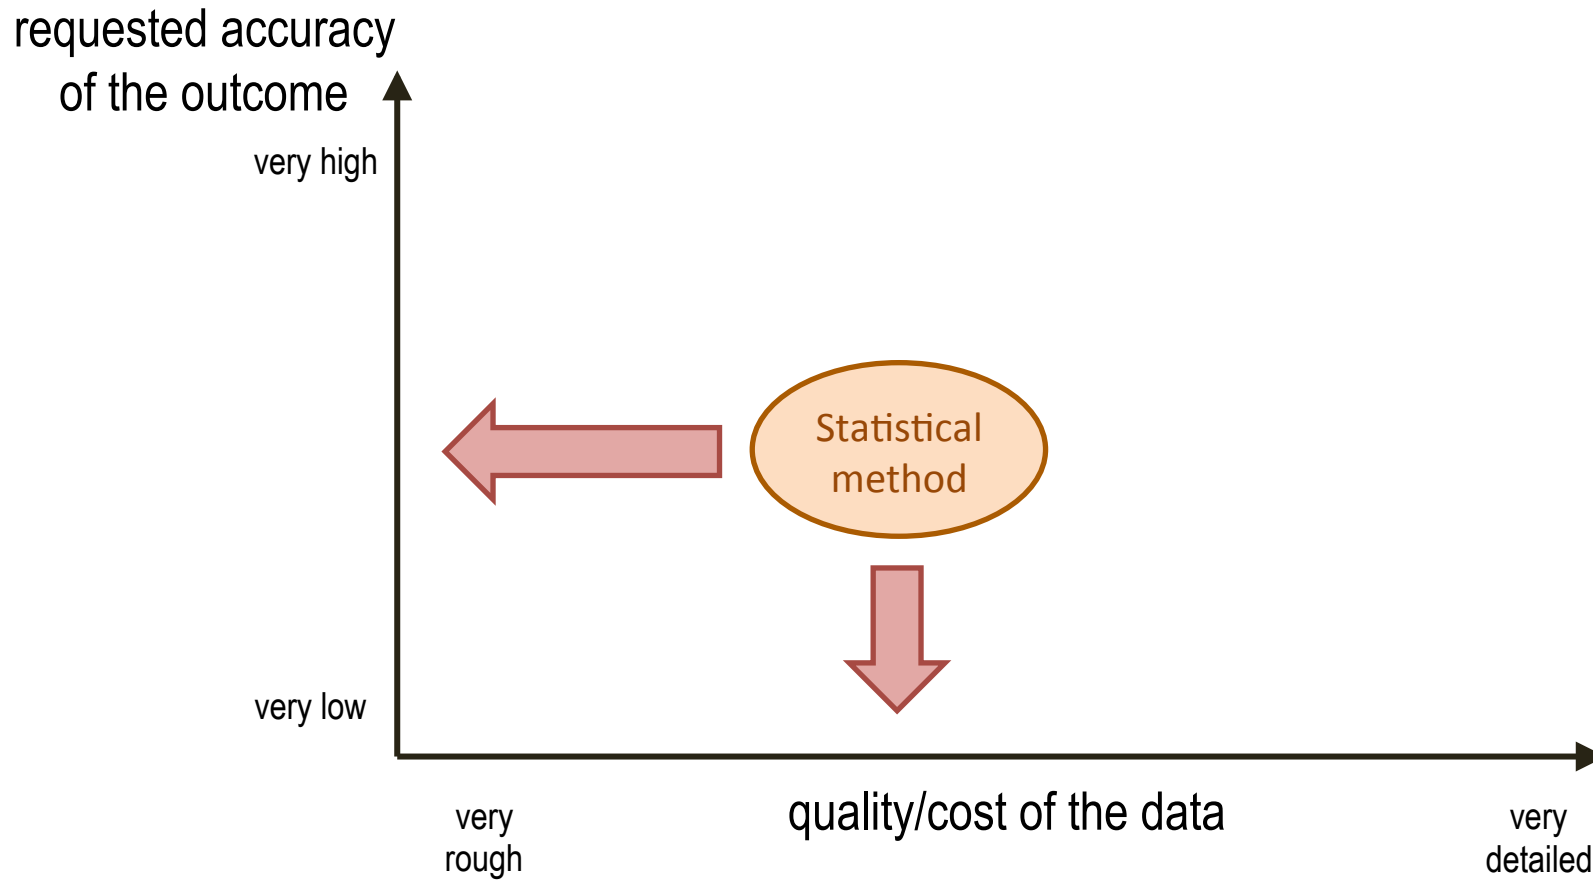 requested accuracy
of the outcome
very high
Statistical
method
very low
very
rough
quality/cost of the data
very
detailed